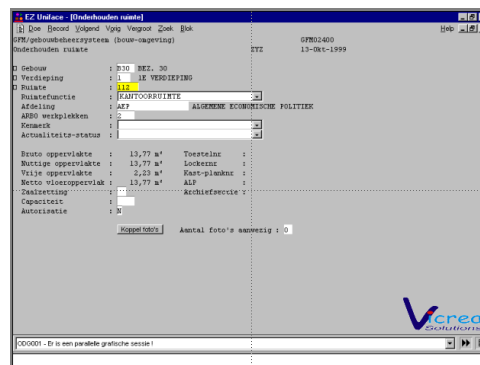 EZ Uniface - [Onderhouden ruimte]
Doe Record Volgend Vorig Vergroot Zoek Blok Help
GFM/gebouwbeheersysteem (bouw-omgeving) GFM02400
Onderhouden ruimte XYZ 13-Okt-1999
Gebouw : B30 BEZ. 30
Verdieping : 1 1E VERDIEPING
Ruimte : 112
Ruimtefunctie : KANTOORRUIMTE
Afdeling : AEP ALGEMENE ECONOMISCHE POLITIEK
ARBO werkplekken : 2
Kenmerk :
Actualiteits-status :
Bruto oppervlakte : 13,77 m² Toestelnr :
Nuttige oppervlakte : 13,77 m² Lockernr :
Vrije oppervlakte : 2,23 m² Kast-planknr :
Netto vloeroppervlak : 13,77 m² ALP :
Zaalzetting : Archiefsectie :
Capaciteit :
Autorisatie : N
Koppel foto's Aantal foto's aanwezig : 0
Vicrea
Solutions
ODG001 - Er is een parallelle grafische sessie !